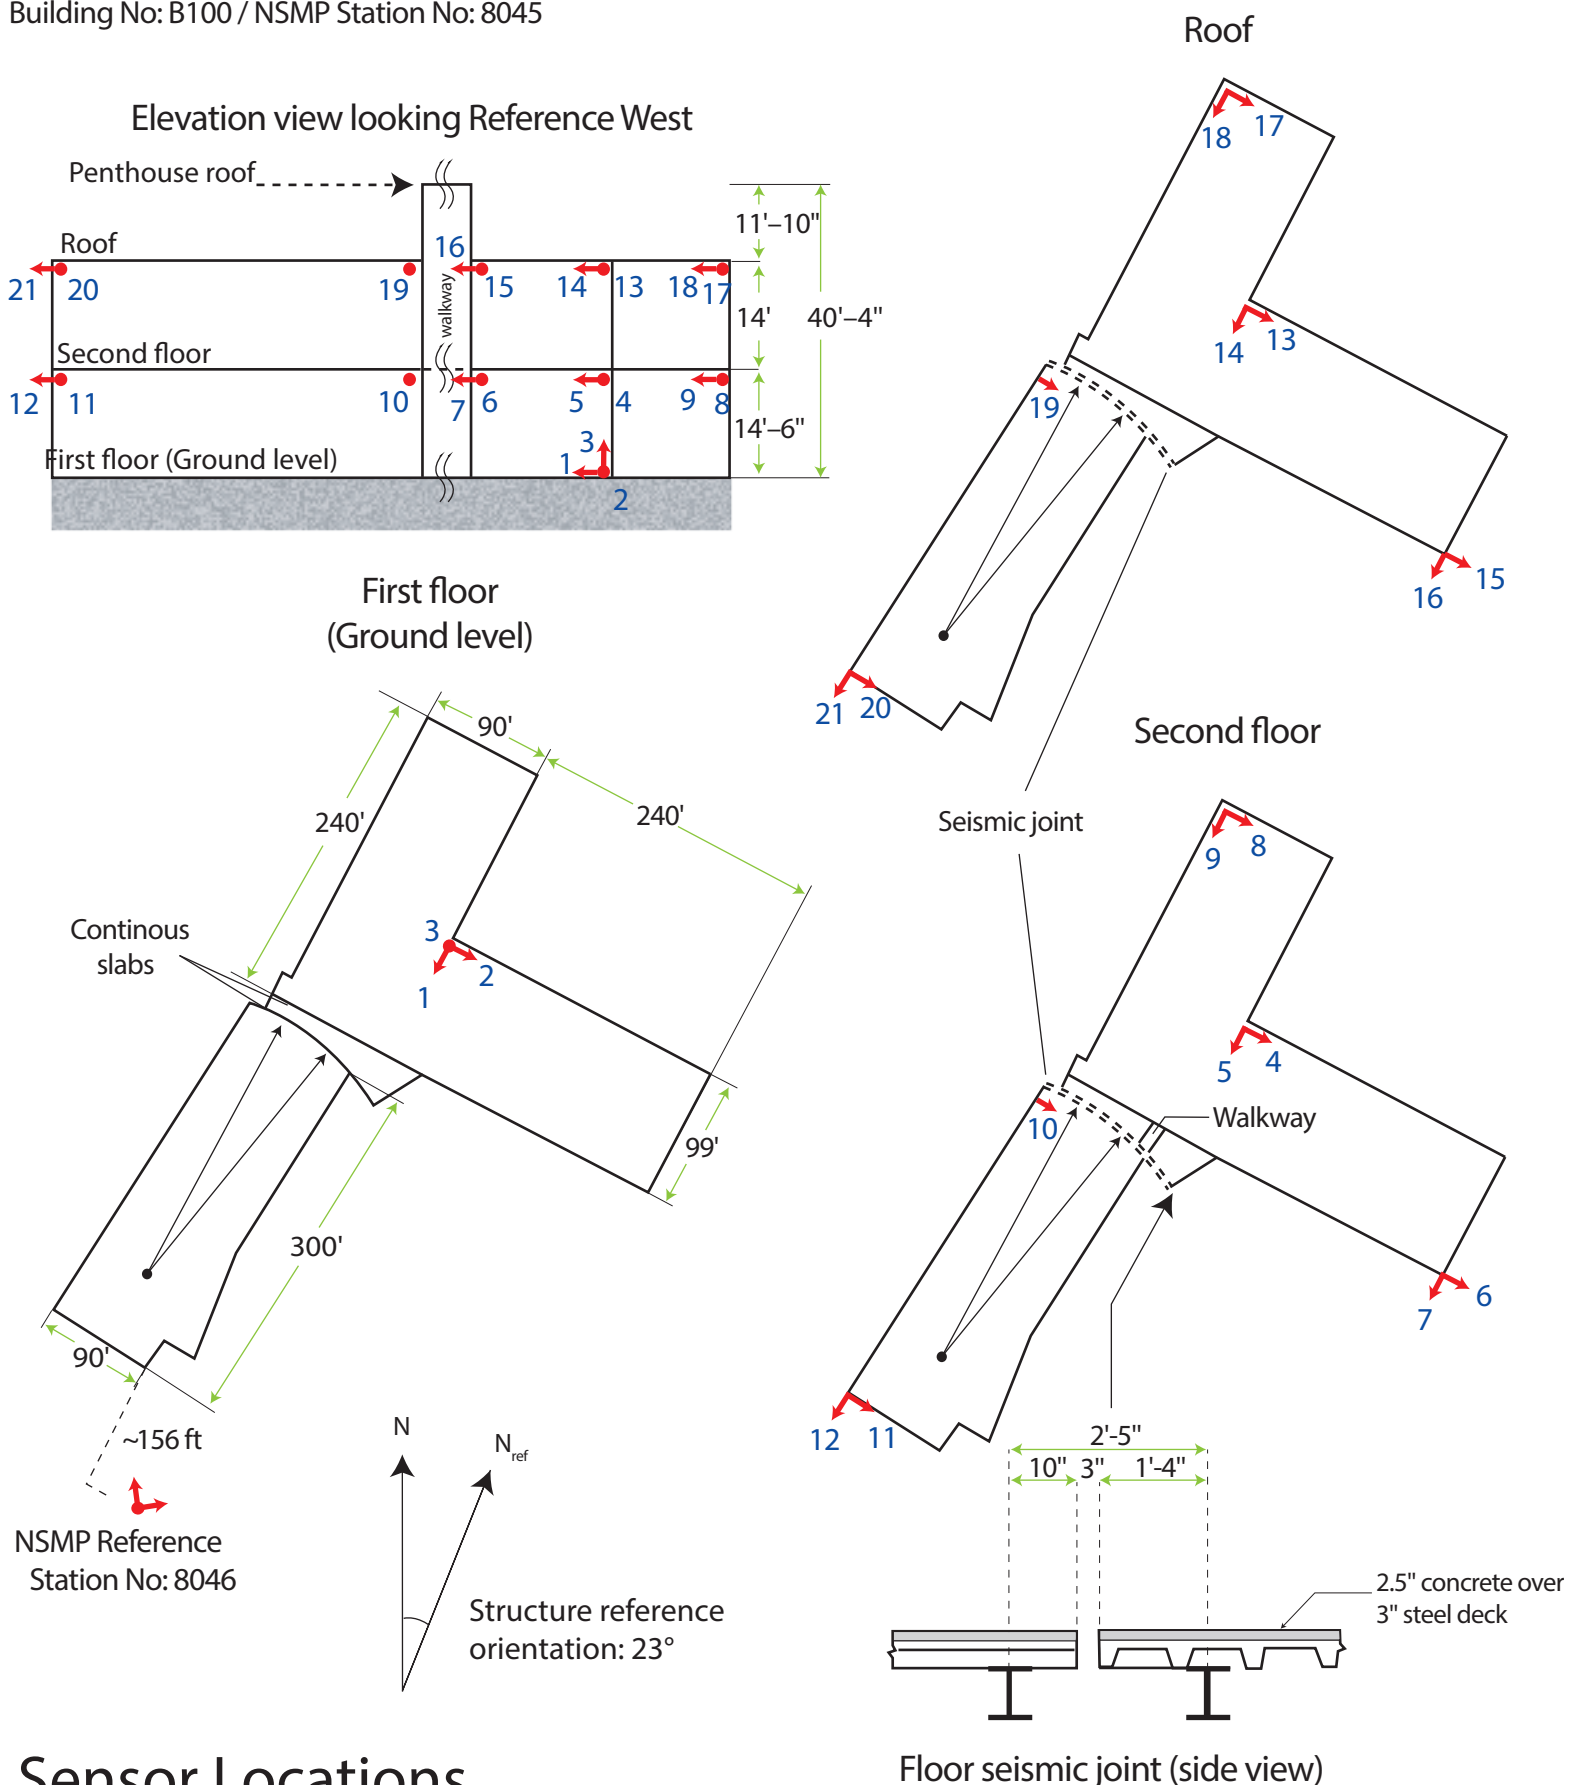 Building No: B100 / NSMP Station No: 8045
Roof
18
17
14
13
19
15
16
21
20
Elevation view looking Reference West
Penthouse roof
Roof
16
walkway
21
20
19
15
14
13
18
17
Second floor
12
11
10
7
6
5
4
9
8
First floor (Ground level)
3
1
2
11'–10"
14'
40'–4"
14'–6"
First floor
(Ground level)
90'
240'
240'
Continous
slabs
3
2
1
99'
300'
90'
~156 ft
NSMP Reference
Station No: 8046
N
Nref
Structure reference
orientation: 23°
Second floor
Seismic joint
9
8
5
4
10
Walkway
7
6
12
11
2'-5"
10"
3"
1'-4"
2.5" concrete over
3" steel deck
Floor seismic joint (side view)
Sensor Locations